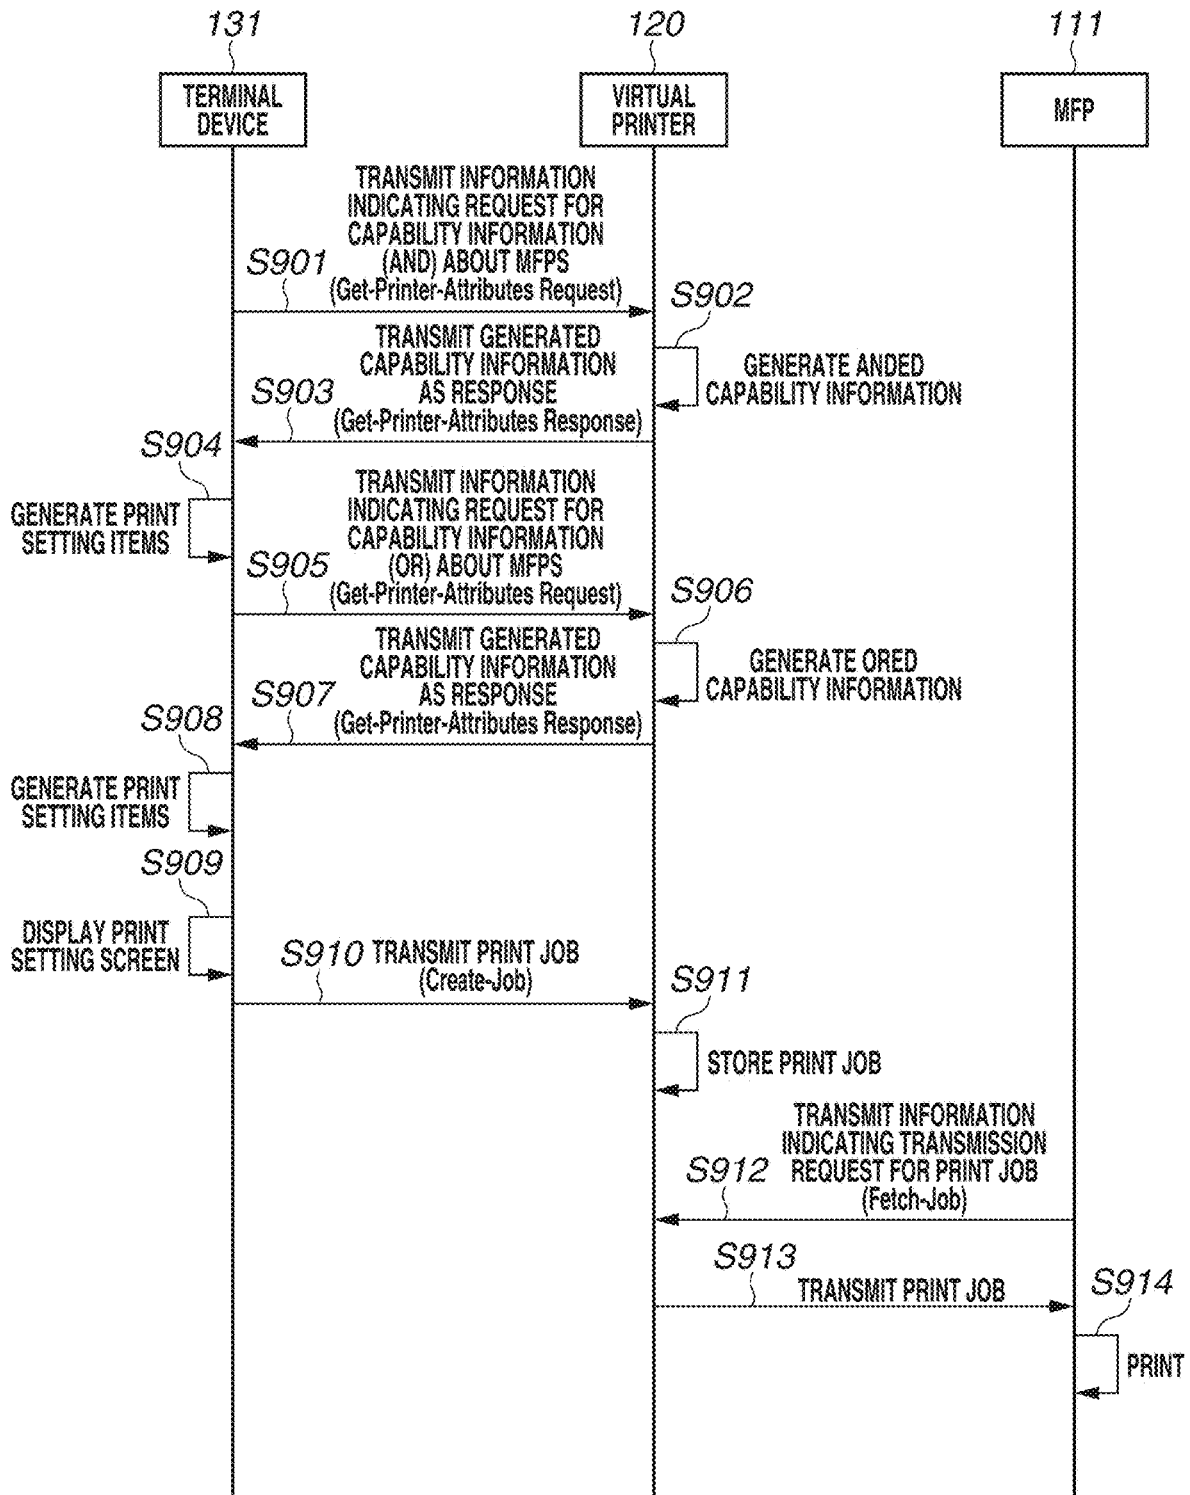 131
120
111
TERMINAL
DEVICE
VIRTUAL
PRINTER
MFP
TRANSMIT INFORMATION
INDICATING REQUEST FOR
CAPABILITY INFORMATION
(AND) ABOUT MFPS
(Get-Printer-Attributes Request)
S901
S902
GENERATE ANDED
CAPABILITY INFORMATION
TRANSMIT GENERATED
CAPABILITY INFORMATION
AS RESPONSE
(Get-Printer-Attributes Response)
S903
S904
GENERATE PRINT
SETTING ITEMS
TRANSMIT INFORMATION
INDICATING REQUEST FOR
CAPABILITY INFORMATION
(OR) ABOUT MFPS
(Get-Printer-Attributes Request)
S905
S906
GENERATE ORED
CAPABILITY INFORMATION
TRANSMIT GENERATED
CAPABILITY INFORMATION
AS RESPONSE
(Get-Printer-Attributes Response)
S907
S908
GENERATE PRINT
SETTING ITEMS
S909
DISPLAY PRINT
SETTING SCREEN
S910
TRANSMIT PRINT JOB
(Create-Job)
S911
STORE PRINT JOB
TRANSMIT INFORMATION
INDICATING TRANSMISSION
REQUEST FOR PRINT JOB
(Fetch-Job)
S912
S913
TRANSMIT PRINT JOB
S914
PRINT